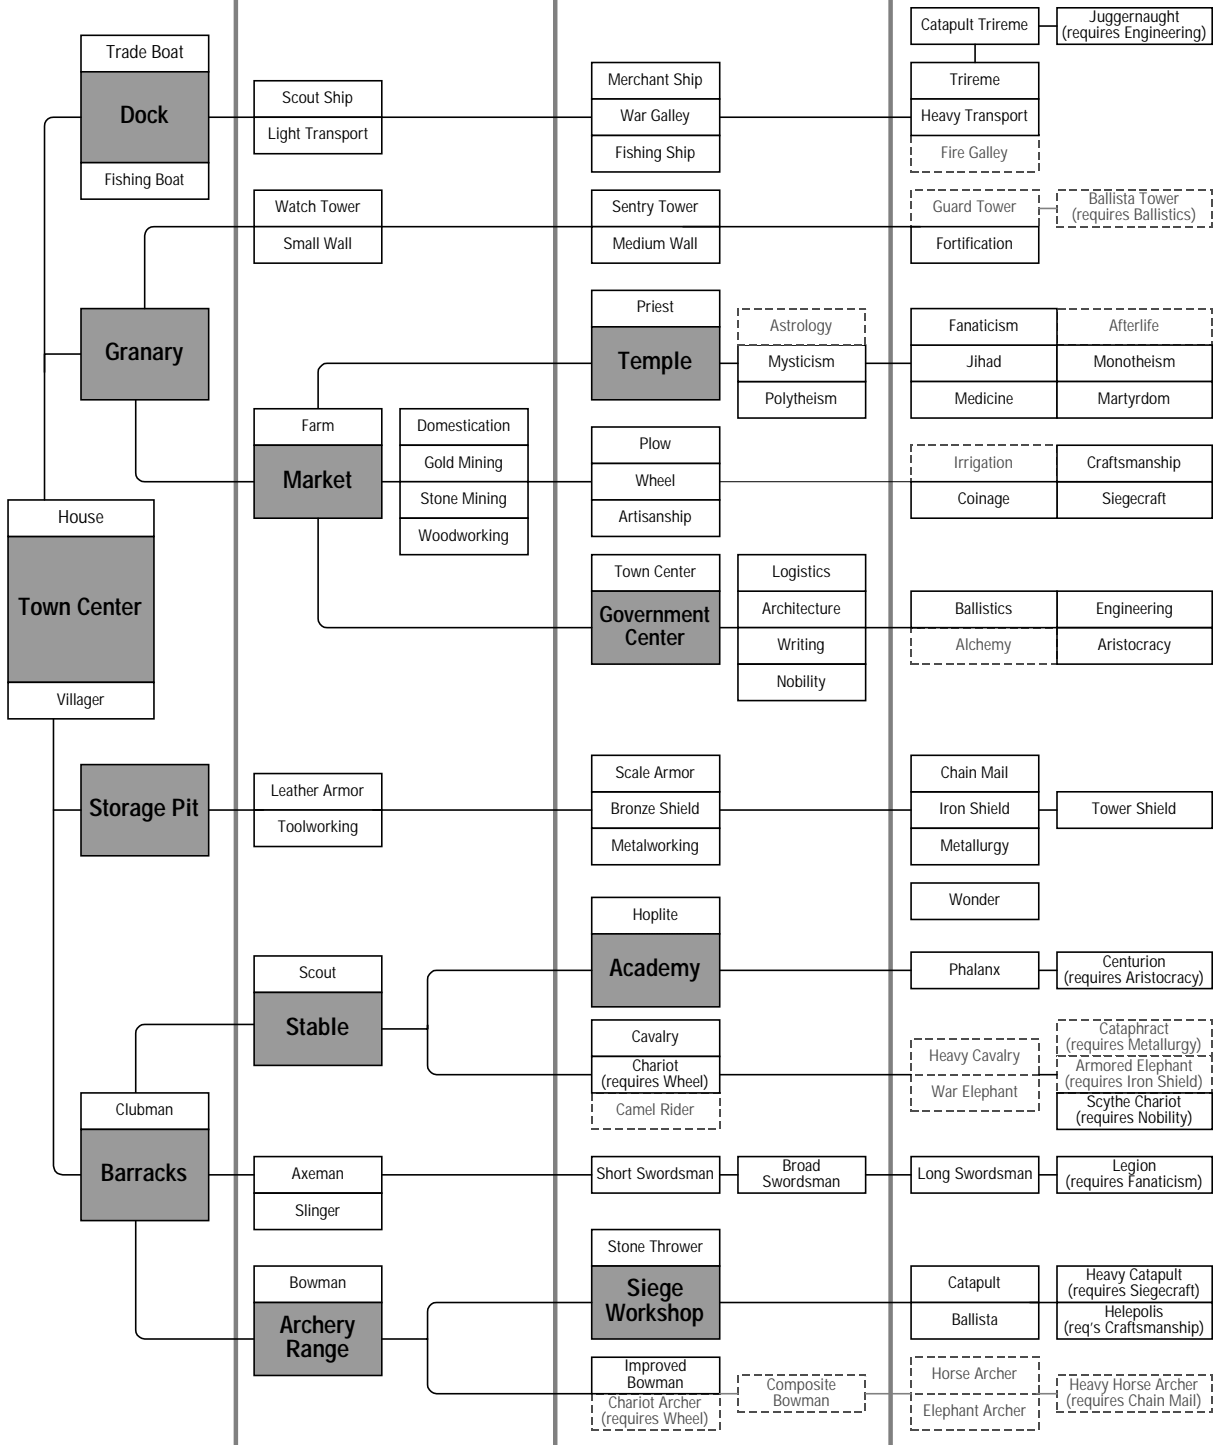 Trade Boat
Dock
Fishing Boat
Scout Ship
Light Transport
Merchant Ship
War Galley
Fishing Ship
Catapult Trireme
Juggernaught
(requires Engineering)
Trireme
Heavy Transport
Fire Galley
Granary
Watch Tower
Small Wall
Sentry Tower
Medium Wall
Guard Tower
Fortification
Ballista Tower
(requires Ballistics)
Priest
Temple
Astrology
Mysticism
Polytheism
Fanaticism
Afterlife
Jihad
Monotheism
Medicine
Martyrdom
Farm
Market
Domestication
Gold Mining
Stone Mining
Woodworking
Plow
Wheel
Artisanship
Irrigation
Craftsmanship
Coinage
Siegecraft
House
Town Center
Villager
Town Center
Government
Center
Logistics
Architecture
Writing
Nobility
Ballistics
Engineering
Alchemy
Aristocracy
Storage Pit
Leather Armor
Toolworking
Scale Armor
Bronze Shield
Metalworking
Chain Mail
Iron Shield
Metallurgy
Tower Shield
Wonder
Scout
Stable
Hoplite
Academy
Phalanx
Centurion
(requires Aristocracy)
Cavalry
Chariot
(requires Wheel)
Camel Rider
Heavy Cavalry
War Elephant
Cataphract
(requires Metallurgy)
Armored Elephant
(requires Iron Shield)
Scythe Chariot
(requires Nobility)
Clubman
Barracks
Axeman
Slinger
Short Swordsman
Broad
Swordsman
Long Swordsman
Legion
(requires Fanaticism)
Bowman
Archery
Range
Stone Thrower
Siege
Workshop
Catapult
Ballista
Heavy Catapult
(requires Siegecraft)
Helepolis
(req's Craftsmanship)
Improved
Bowman
Chariot Archer
(requires Wheel)
Composite
Bowman
Horse Archer
Elephant Archer
Heavy Horse Archer
(requires Chain Mail)